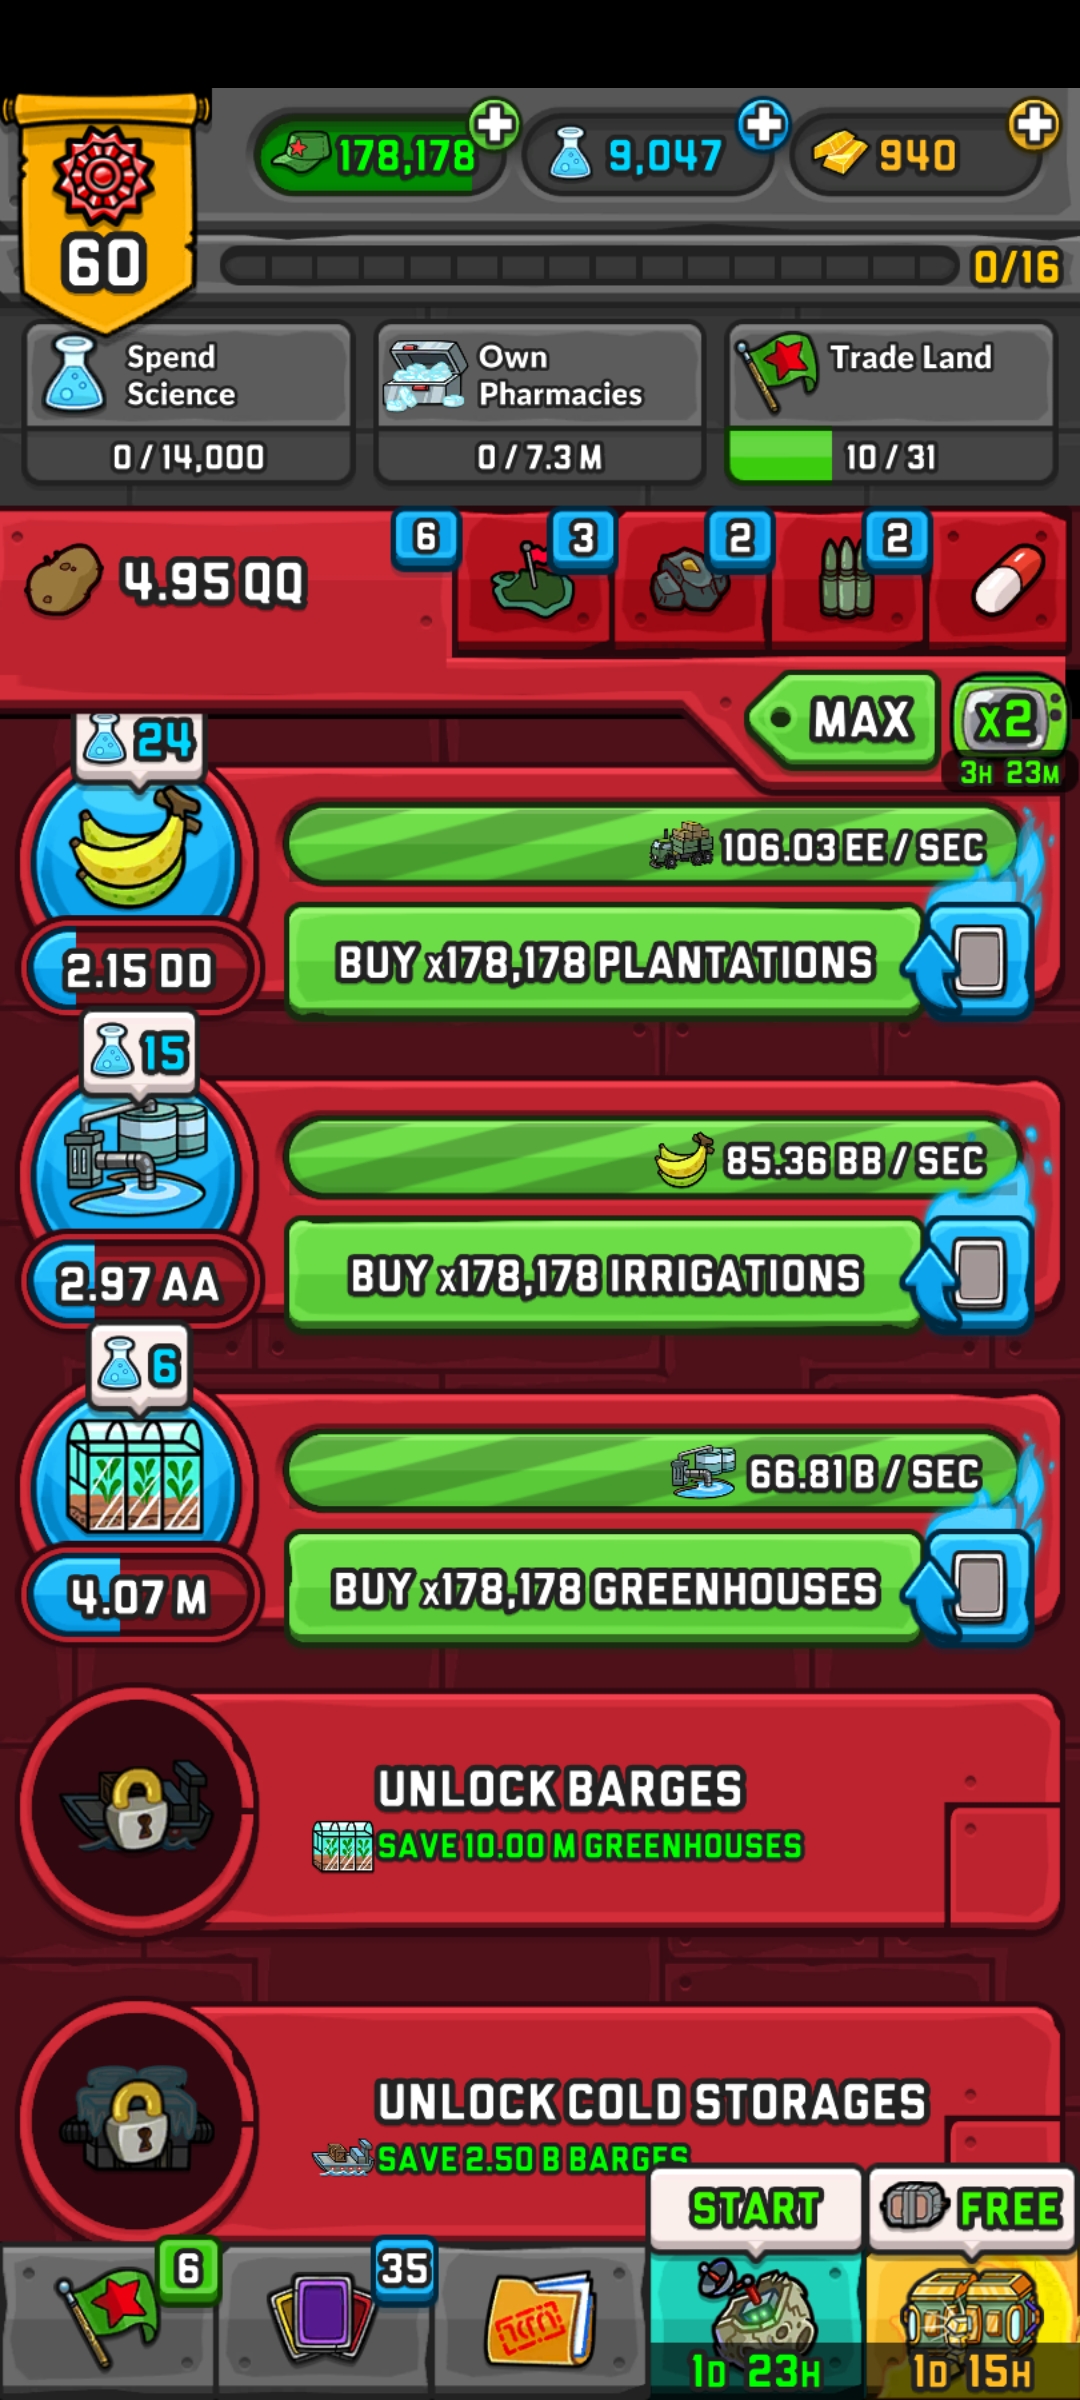 178,178
9,047
940
60
0/16
Spend
Science
0 / 14,000
Own
Pharmacies
0 / 7.3 M
Trade Land
10 / 31
4.95 QQ
6
3
2
2
MAX
x2
3H 23M
24
106.03 EE / SEC
2.15 DD
BUY x178,178 PLANTATIONS
15
85.36 BB / SEC
2.97 AA
BUY x178,178 IRRIGATIONS
6
66.81 B / SEC
4.07 M
BUY x178,178 GREENHOUSES
UNLOCK BARGES
SAVE 10.00 M GREENHOUSES
UNLOCK COLD STORAGES
SAVE 2.50 B BARGES
START
FREE
6
35
1D 23H
1D 15H